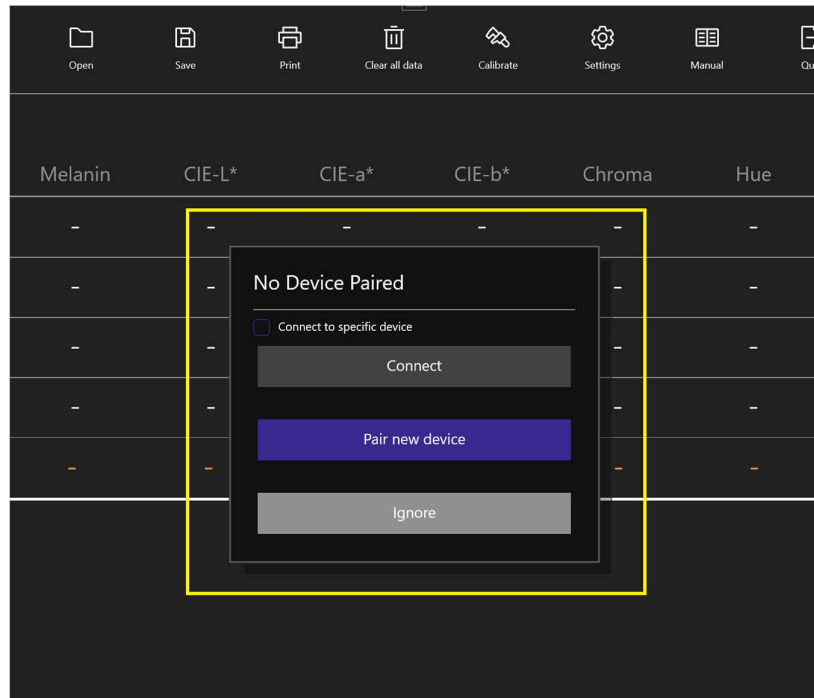 Open Save Print Clear all data Calibrate Settings Manual
Melanin CIE-L* CIE-a* CIE-b* Chroma Hue
- - - - - -
- - - -
- - - -
- - - -
- - - -
No Device Paired
Connect to specific device
Connect
Pair new device
Ignore